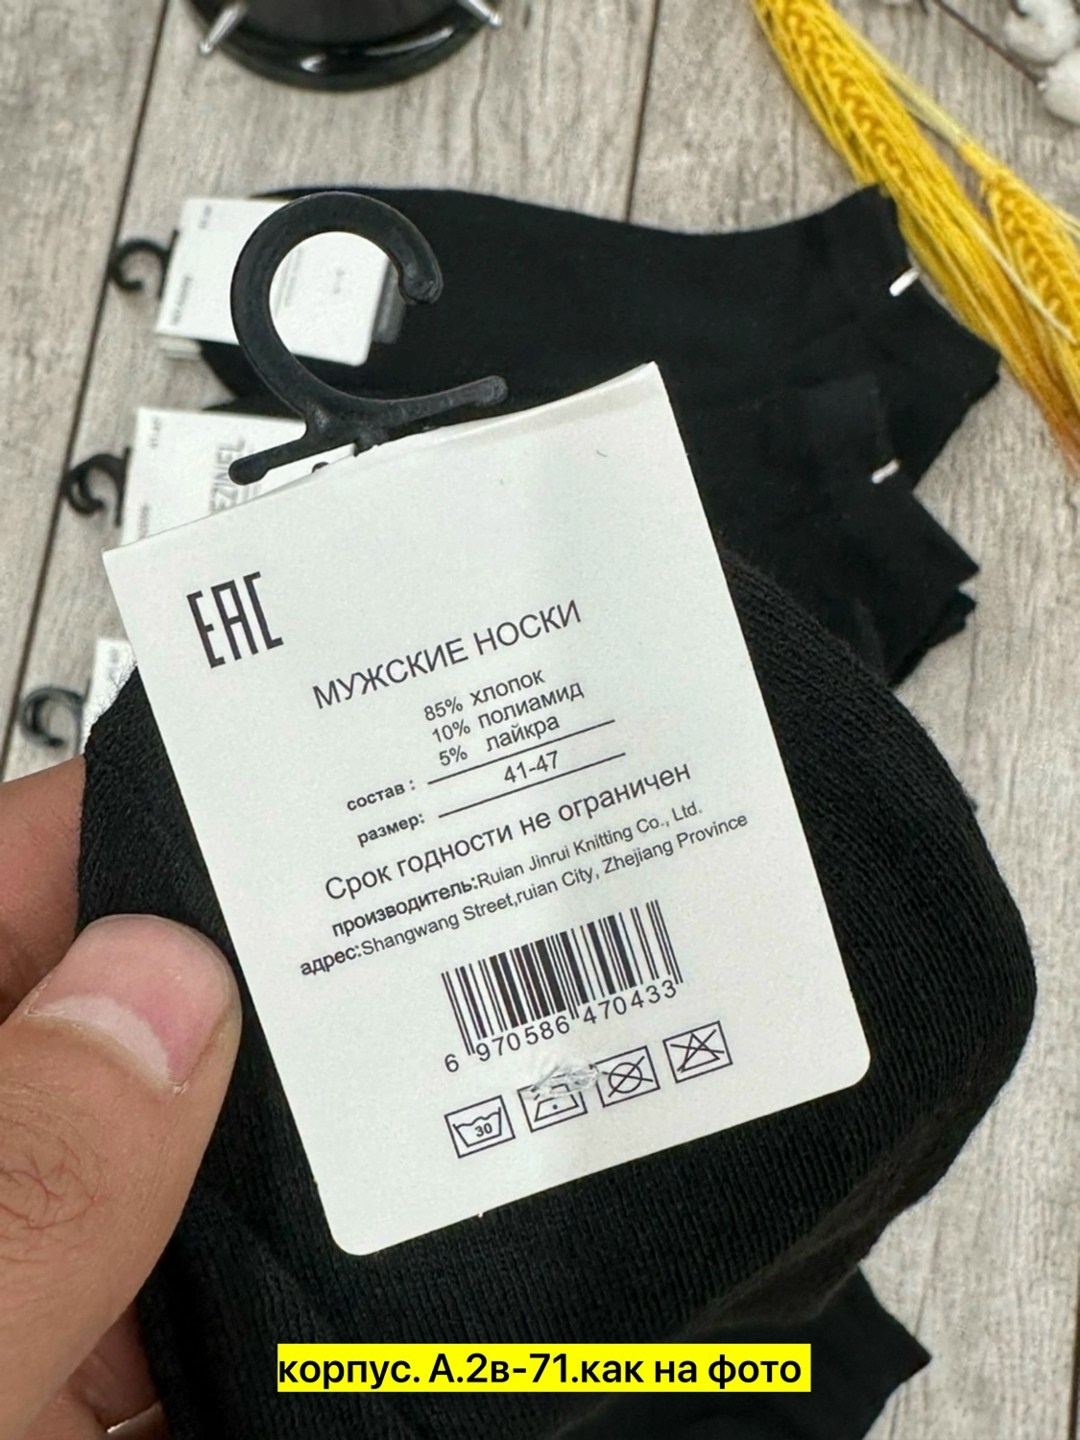 EAC
МУЖСКИЕ НОСКИ
85% хлопок
10% полиамид
5% лайкра
состав :
размер: 41-47
Срок годности не ограничен
производитель:Ruian Jinrui Knitting Co., Ltd.
адрес:Shangwang Street,ruian City, Zhejiang Province
6 970586 470433
30
корпус. А.2в-71.как на фото